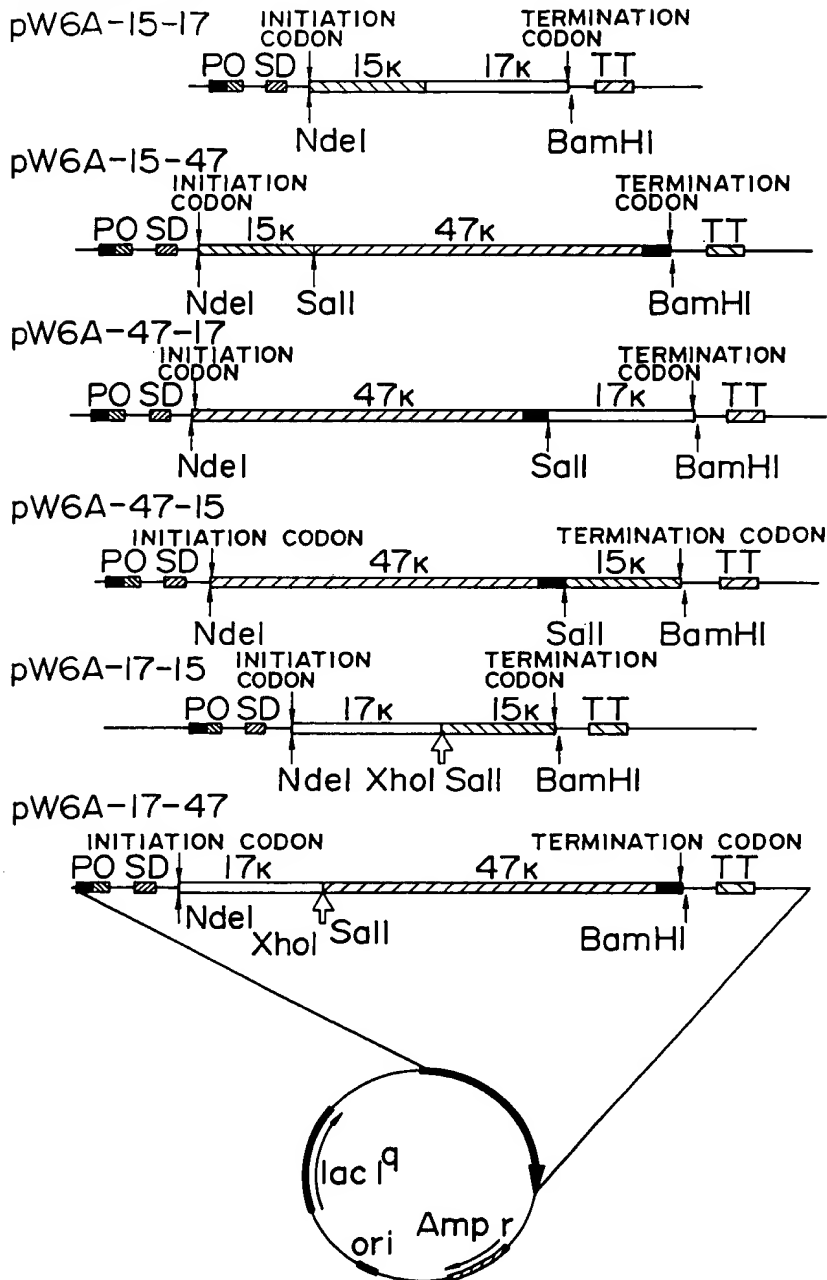 pW6A-15-17
INITIATION CODON
TERMINATION CODON
PO SD 15K 17K TT
NdeI BamHI
pW6A-15-47
INITIATION CODON
TERMINATION CODON
PO SD 15K 47K TT
NdeI SalI BamHI
pW6A-47-17
INITIATION CODON
TERMINATION CODON
PO SD 47K 17K TT
NdeI SalI BamHI
pW6A-47-15
INITIATION CODON TERMINATION CODON
PO SD 47K 15K TT
NdeI SalI BamHI
pW6A-17-15
INITIATION CODON
TERMINATION CODON
PO SD 17K 15K TT
NdeI XhoI SalI BamHI
pW6A-17-47
INITIATION CODON TERMINATION CODON
PO SD 17K 47K TT
NdeI XhoI SalI BamHI
lac I q
ori
Amp r